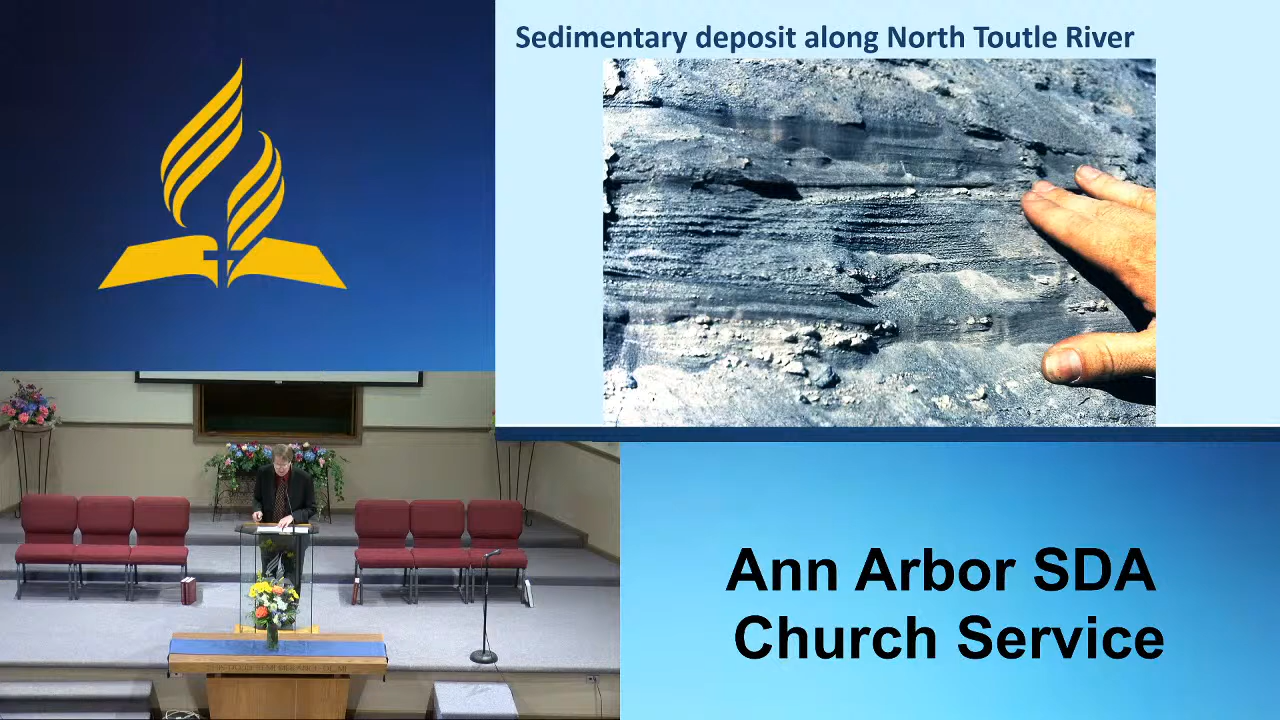 Sedimentary deposit along North Toutle River
Ann Arbor SDA
Church Service